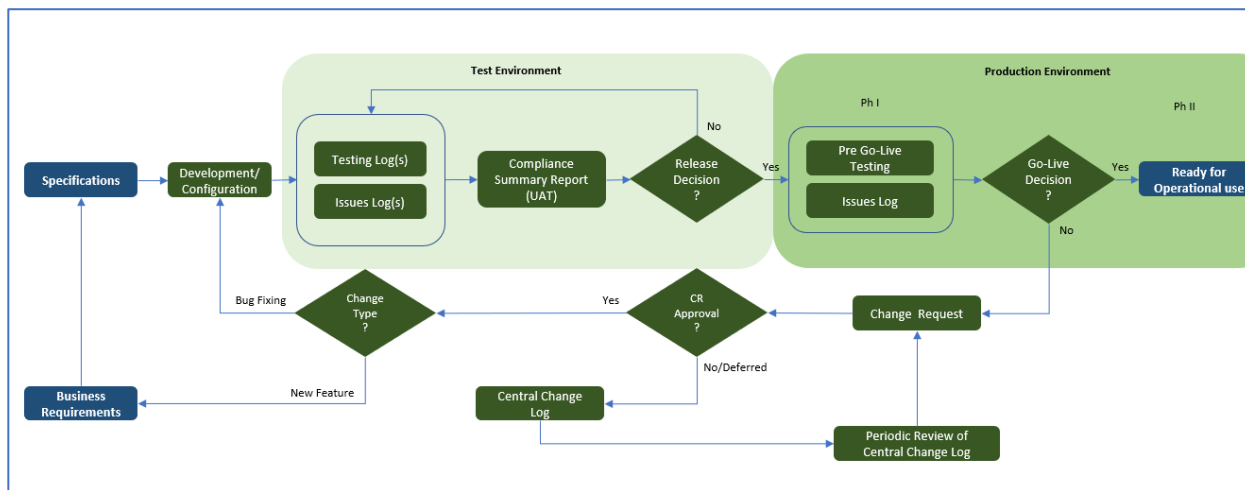 Test Environment
Production Environment
Ph I
Ph II
No
Testing Log(s)
Issues Log(s)
Compliance
Summary Report
(UAT)
Release
Decision
?
Yes
Pre Go-Live
Testing
Issues Log
Go-Live
Decision
?
Yes
Ready for
Operational use
No
Specifications
Development/
Configuration
Bug Fixing
Change
Type
?
Yes
CR
Approval
?
Change Request
No/Deferred
New Feature
Business
Requirements
Central Change
Log
Periodic Review of
Central Change Log